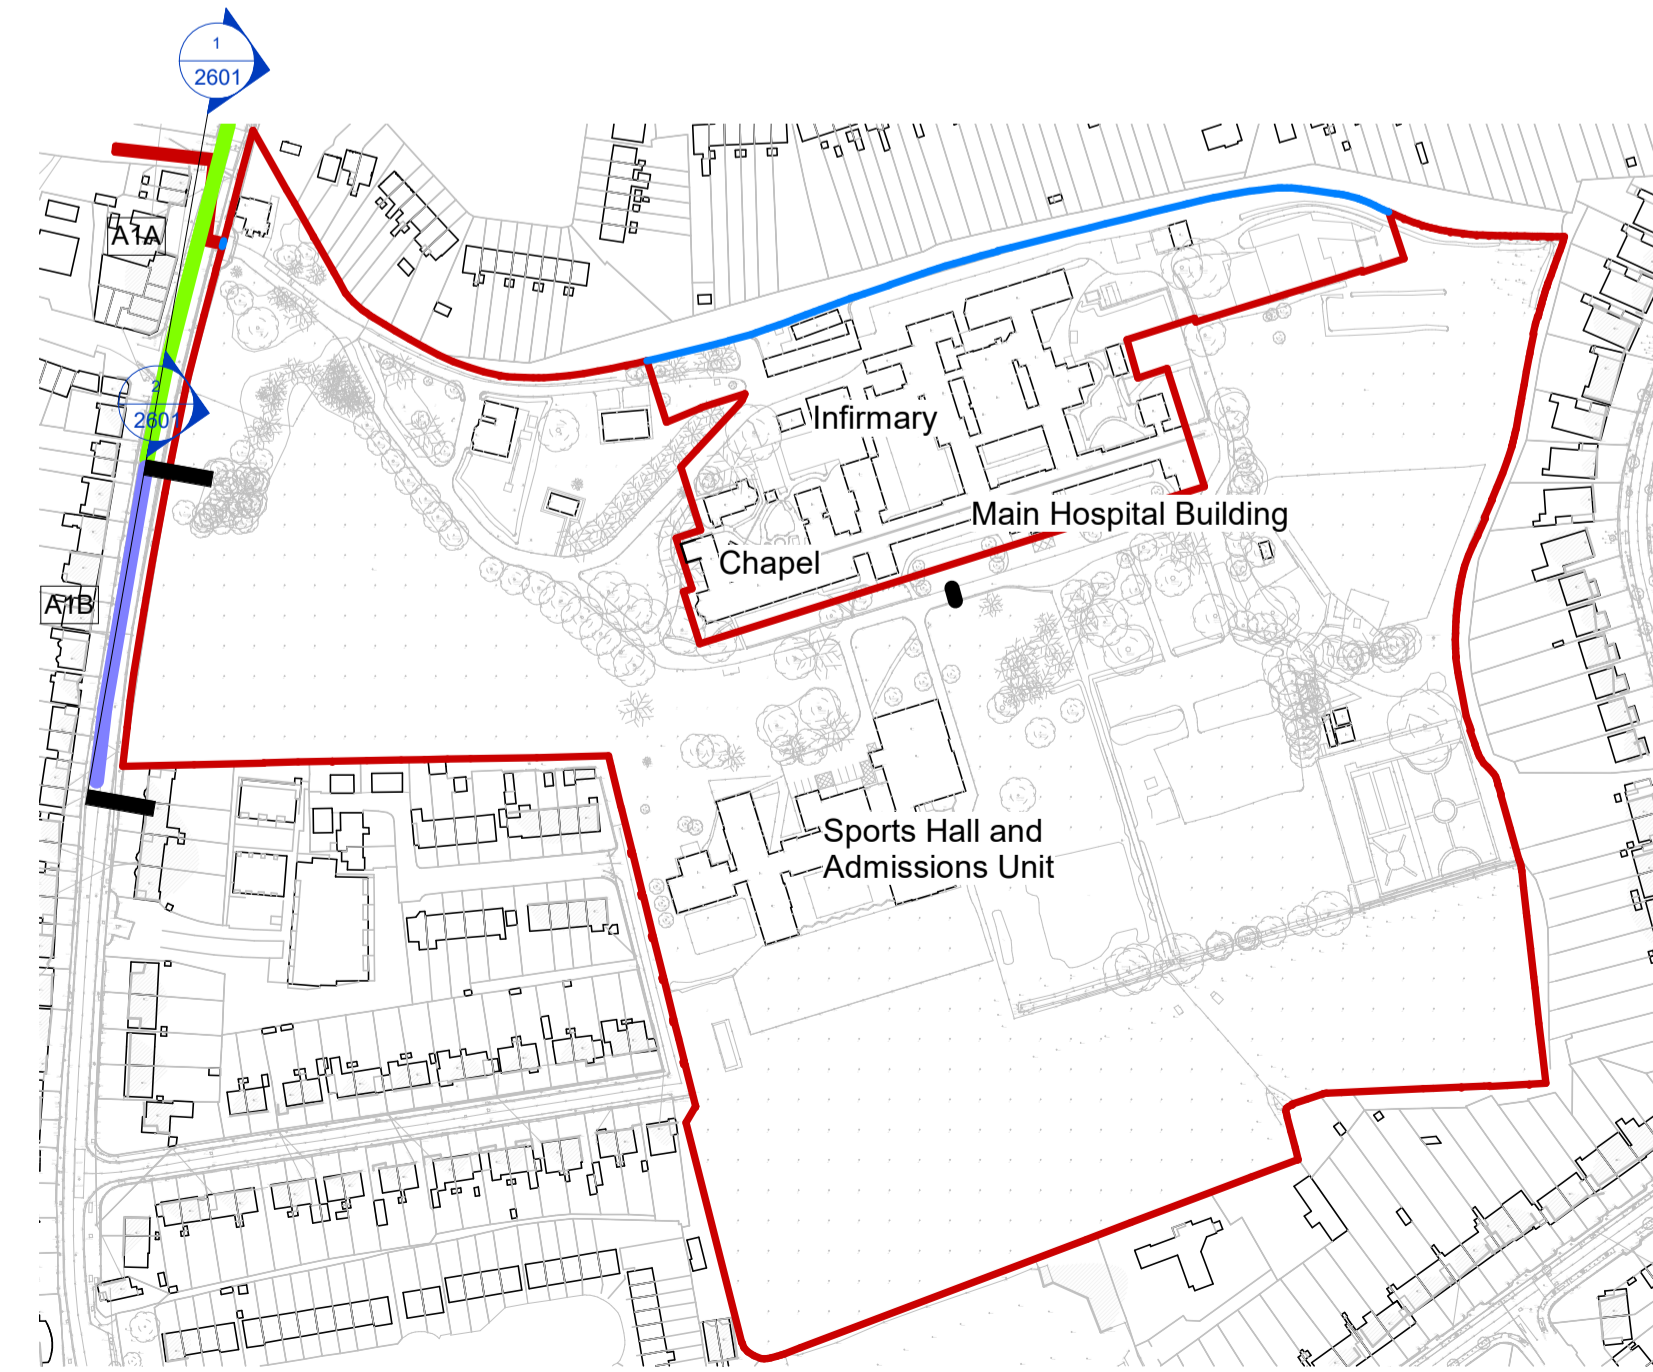 1
2601
A1A
2
2601
Infirmary
Main Hospital Building
Chapel
A1B
Sports Hall and
Admissions Unit